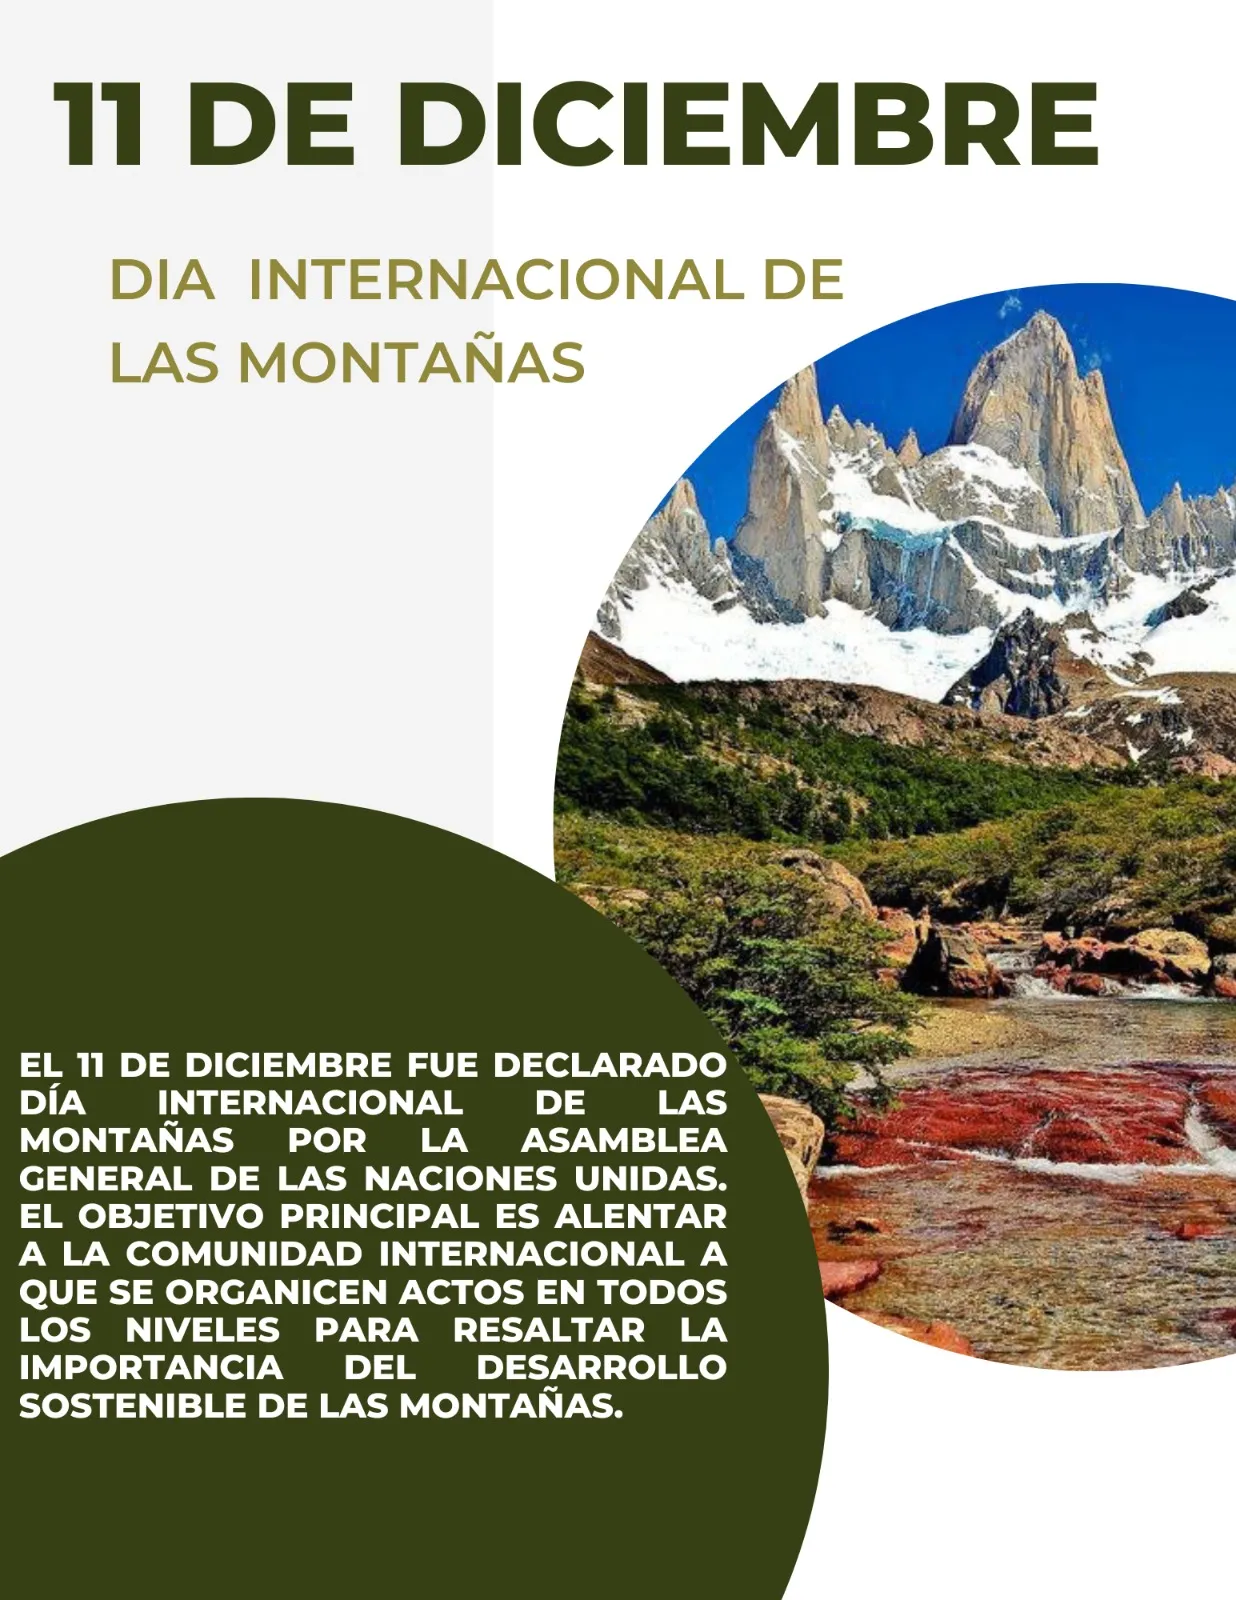 11 DE DICIEMBRE
DIA INTERNACIONAL DE
LAS MONTAÑAS
EL 11 DE DICIEMBRE FUE DECLARADO
DÍA INTERNACIONAL DE LAS
MONTAÑAS POR LA ASAMBLEA
GENERAL DE LAS NACIONES UNIDAS.
EL OBJETIVO PRINCIPAL ES ALENTAR
A LA COMUNIDAD INTERNACIONAL A
QUE SE ORGANICEN ACTOS EN TODOS
LOS NIVELES PARA RESALTAR LA
IMPORTANCIA DEL DESARROLLO
SOSTENIBLE DE LAS MONTAÑAS.